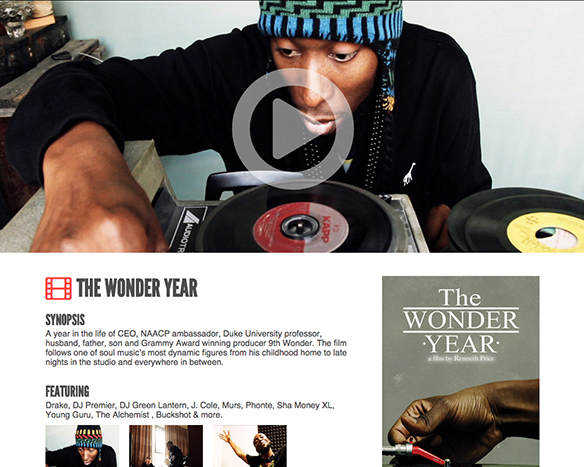 AUDIOTR
KAPP
THE WONDER YEAR
SYNOPSIS
A year in the life of CEO, NAACP ambassador, Duke University professor,
husband, father, son and Grammy Award winning producer 9th Wonder. The film
follows one of soul music's most dynamic figures from his childhood home to late
nights in the studio and everywhere in between.
FEATURING
Drake, DJ Premier, DJ Green Lantern, J. Cole, Murs, Phonte, Sha Money XL,
Young Guru, The Alchemist , Buckshot & more.
The
WONDER
·YEAR·
a film by Kenneth Price